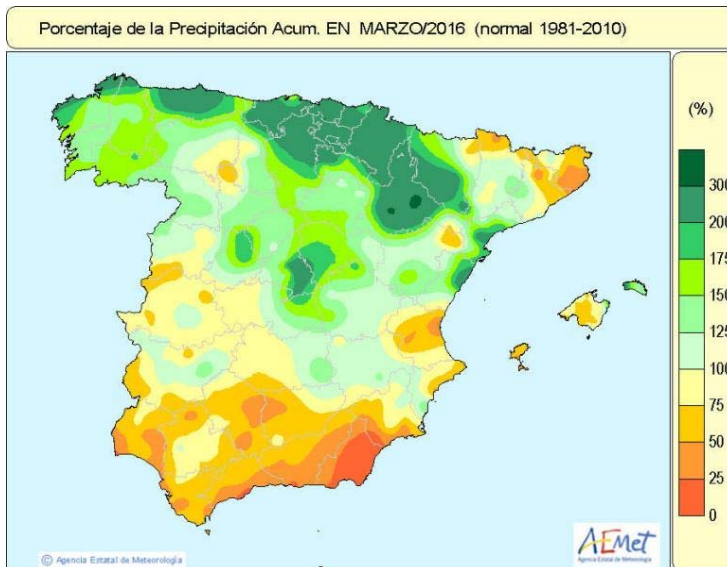 Porcentaje de la Precipitación Acum. EN MARZO/2016 (normal 1981-2010)
(%)
300
200
175
150
125
100
75
50
25
0
AEMet
Agencia Estatal de Meteorología
© Agencia Estatal de Meteorología